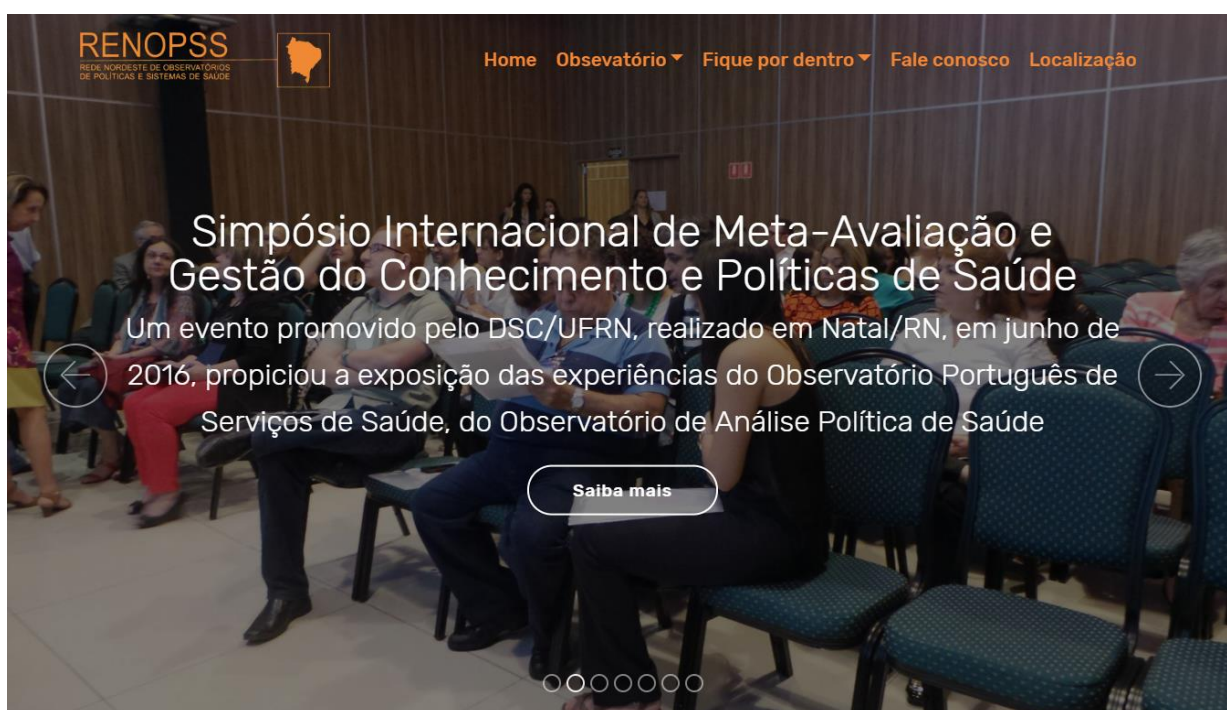 RENOPSS
REDE NORDESTE DE OBSERVATÓRIOS
DE POLÍTICAS E SISTEMAS DE SAÚDE
Home Obsevatório Fique por dentro Fale conosco Localização
Simpósio Internacional de Meta-Avaliação e
Gestão do Conhecimento e Políticas de Saúde
Um evento promovido pelo DSC/UFRN, realizado em Natal/RN, em junho de
2016, propiciou a exposição das experiências do Observatório Português de
Serviços de Saúde, do Observatório de Análise Política de Saúde
Saiba mais